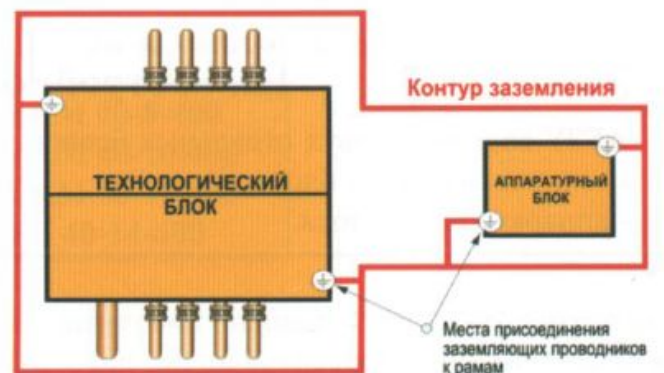 Контур заземления
ТЕХНОЛОГИЧЕСКИЙ
БЛОК
АППАРАТУРНЫЙ
БЛОК
Места присоединения
заземляющих проводников
к рамам